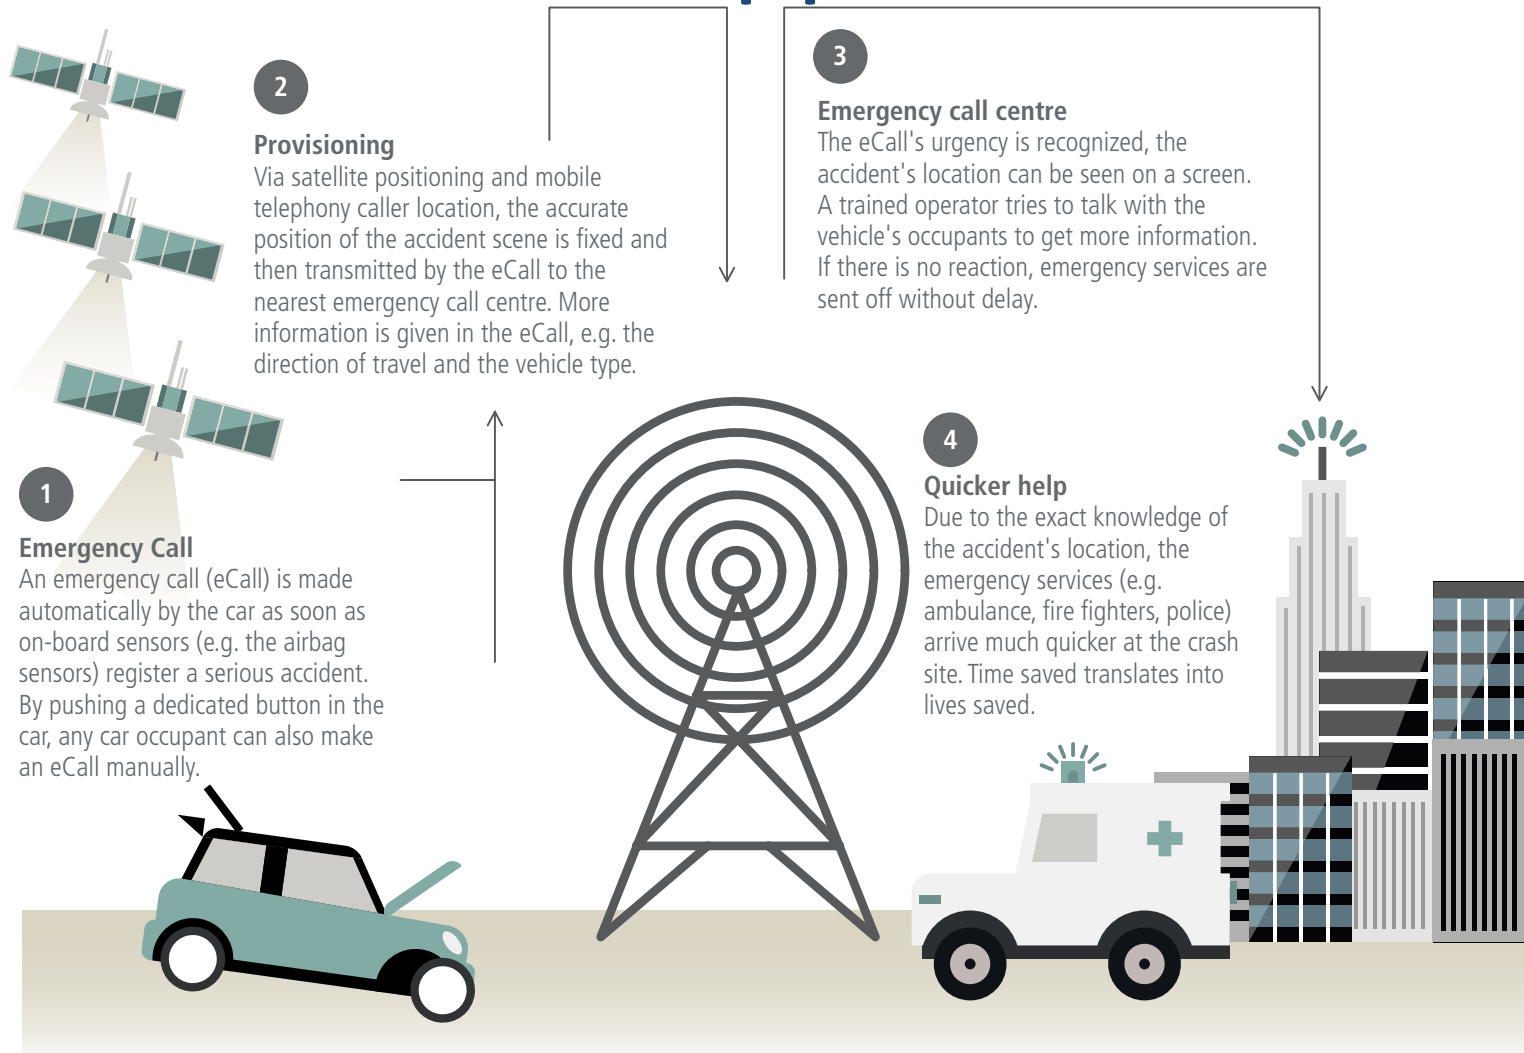 1
Emergency Call
An emergency call (eCall) is made
automatically by the car as soon as
on-board sensors (e.g. the airbag
sensors) register a serious accident.
By pushing a dedicated button in the
car, any car occupant can also make
an eCall manually.
2
Provisioning
Via satellite positioning and mobile
telephony caller location, the accurate
position of the accident scene is fixed and
then transmitted by the eCall to the
nearest emergency call centre. More
information is given in the eCall, e.g. the
direction of travel and the vehicle type.
3
Emergency call centre
The eCall's urgency is recognized, the
accident's location can be seen on a screen.
A trained operator tries to talk with the
vehicle's occupants to get more information.
If there is no reaction, emergency services are
sent off without delay.
4
Quicker help
Due to the exact knowledge of
the accident's location, the
emergency services (e.g.
ambulance, fire fighters, police)
arrive much quicker at the crash
site. Time saved translates into
lives saved.